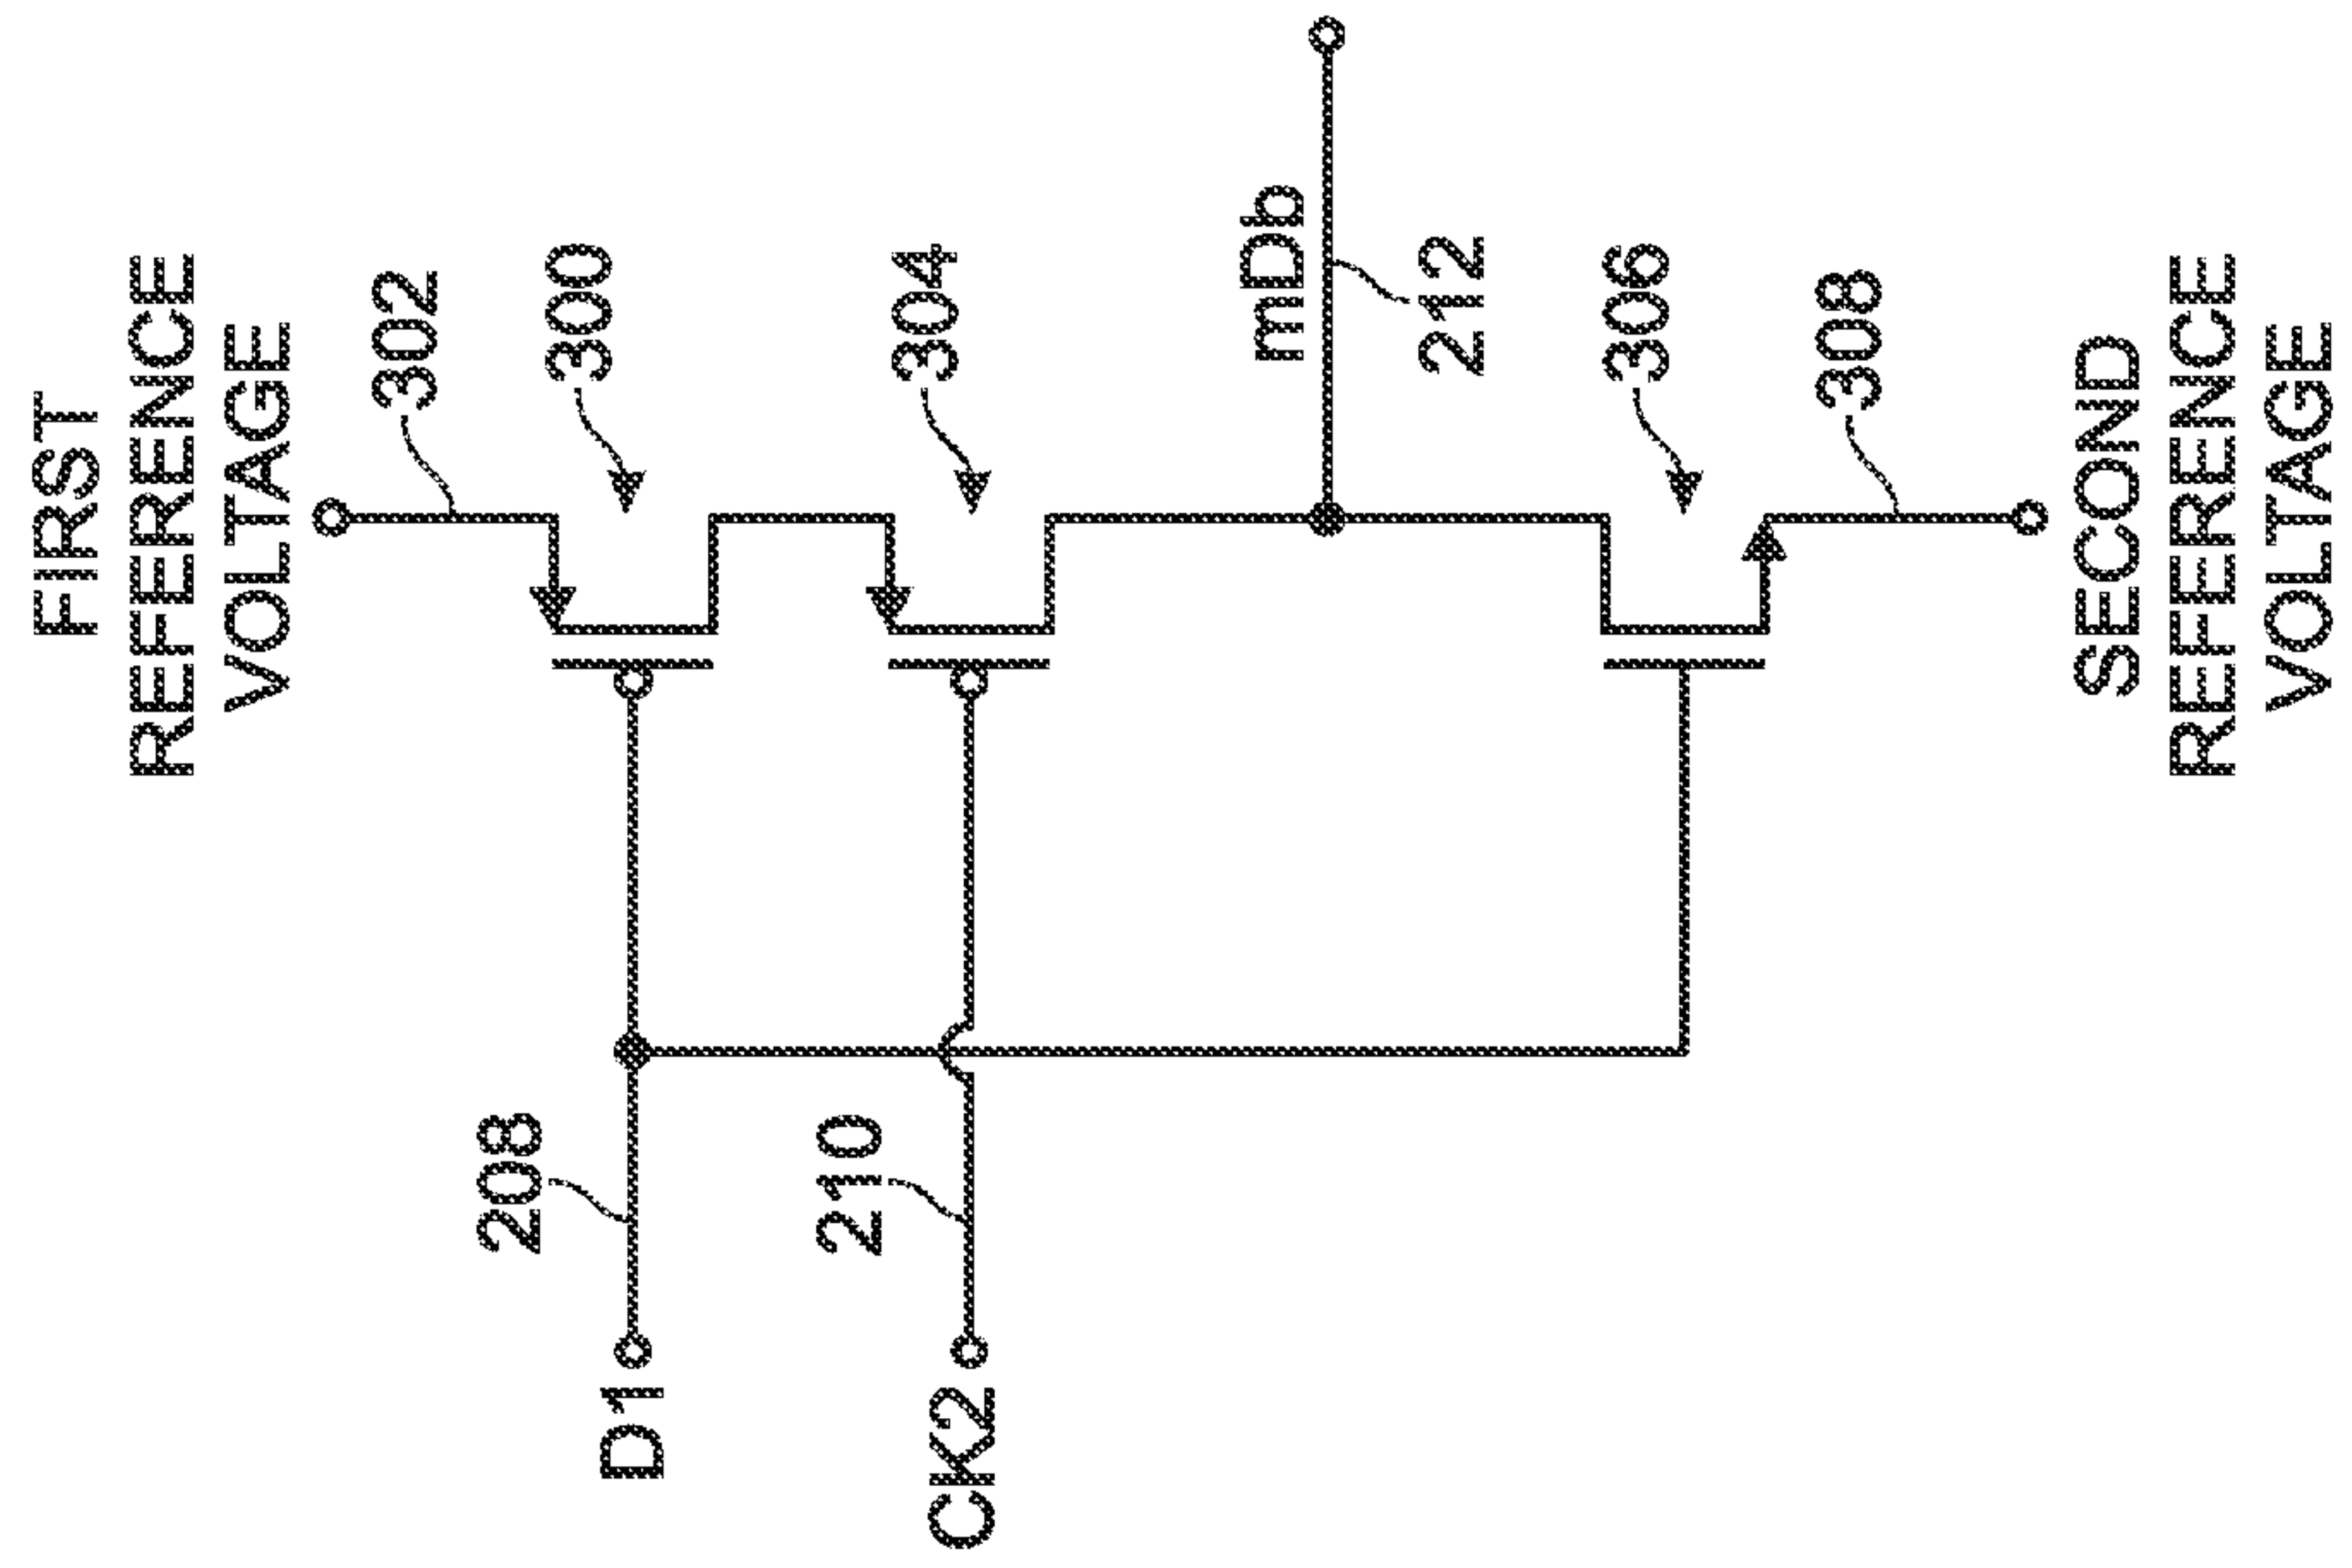 FIRST
REFERENCE
VOLTAGE
302
300
304
mDb
212
306
308
SECOND
REFERENCE
VOLTAGE
208
D1
210
CK2